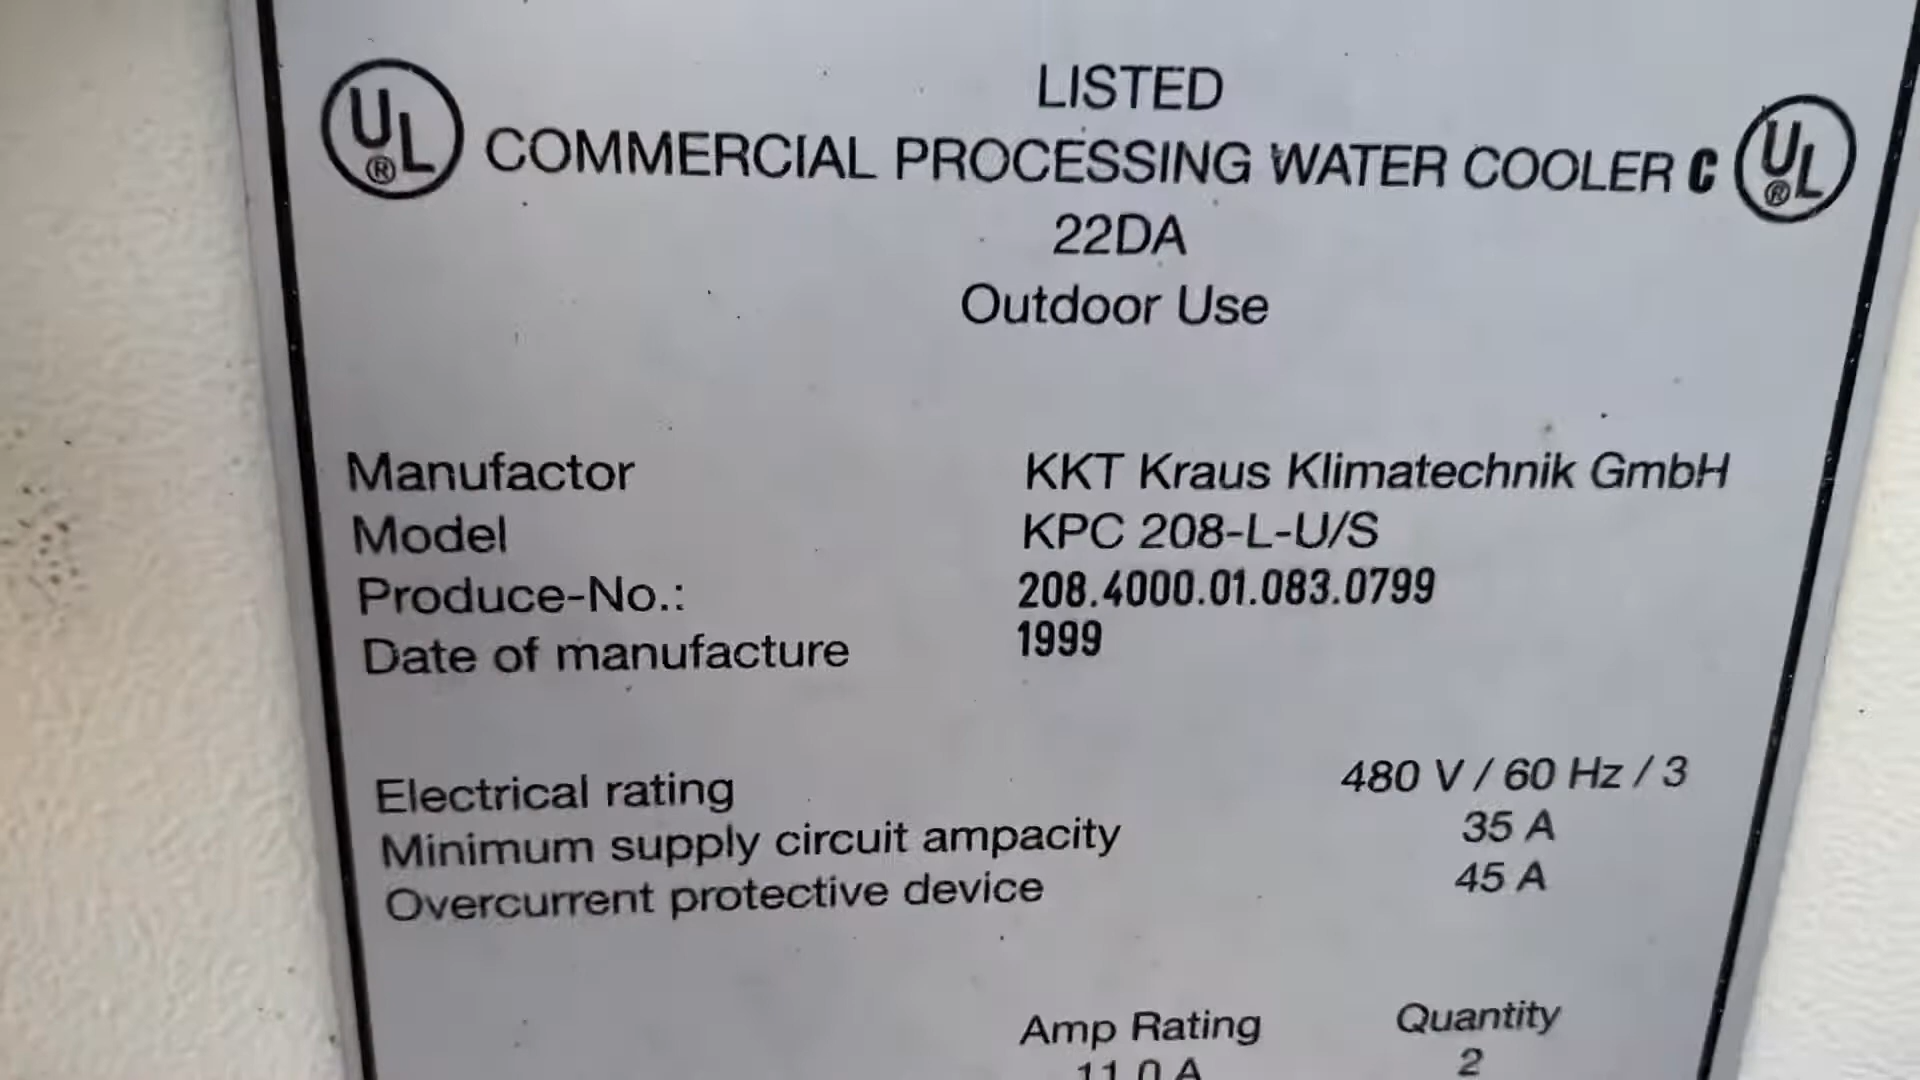 LISTED
UL® COMMERCIAL PROCESSING WATER COOLER C UL®
22DA
Outdoor Use
Manufactor KKT Kraus Klimatechnik GmbH
Model KPC 208-L-U/S
Produce-No.: 208.4000.01.083.0799
Date of manufacture 1999
Electrical rating 480 V / 60 Hz / 3
Minimum supply circuit ampacity 35 A
Overcurrent protective device 45 A
Amp Rating Quantity
11.0 A 2